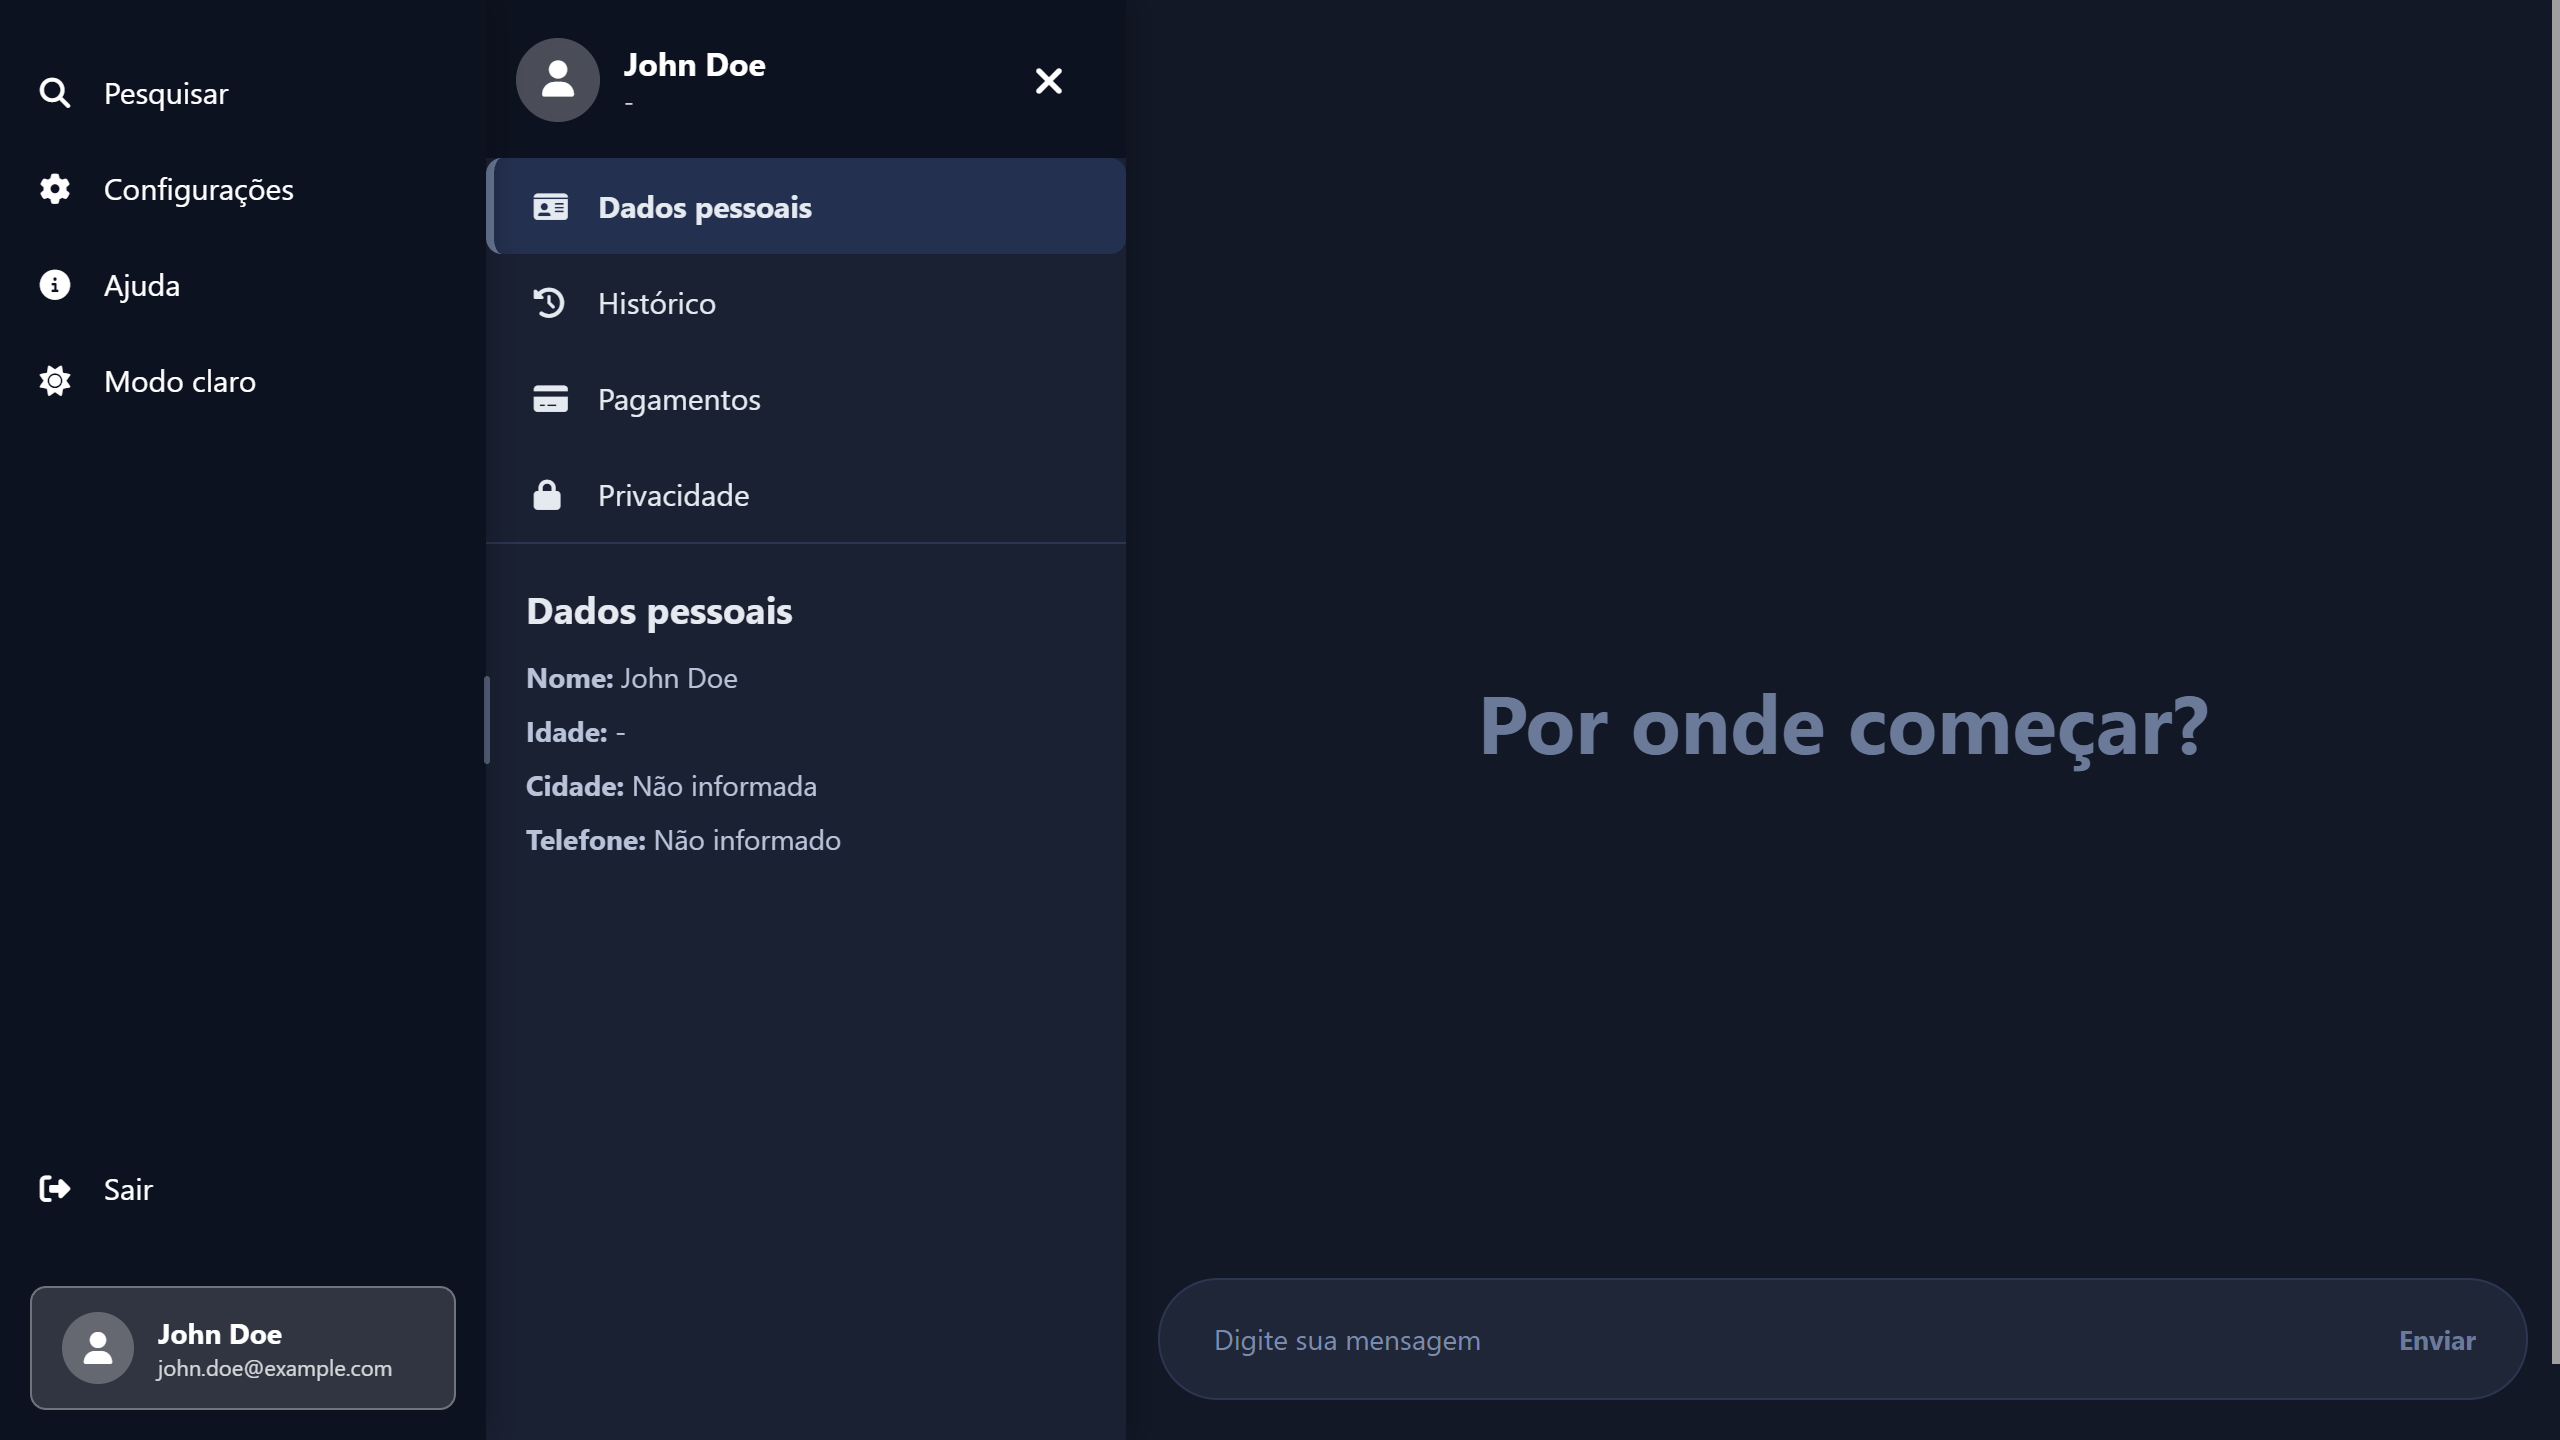 Pesquisar
Configurações
Ajuda
Modo claro
Sair
John Doe
john.doe@example.com
John Doe
-
Dados pessoais
Histórico
Pagamentos
Privacidade
Dados pessoais
Nome: John Doe
Idade: -
Cidade: Não informada
Telefone: Não informado
Por onde começar?
Digite sua mensagem
Enviar